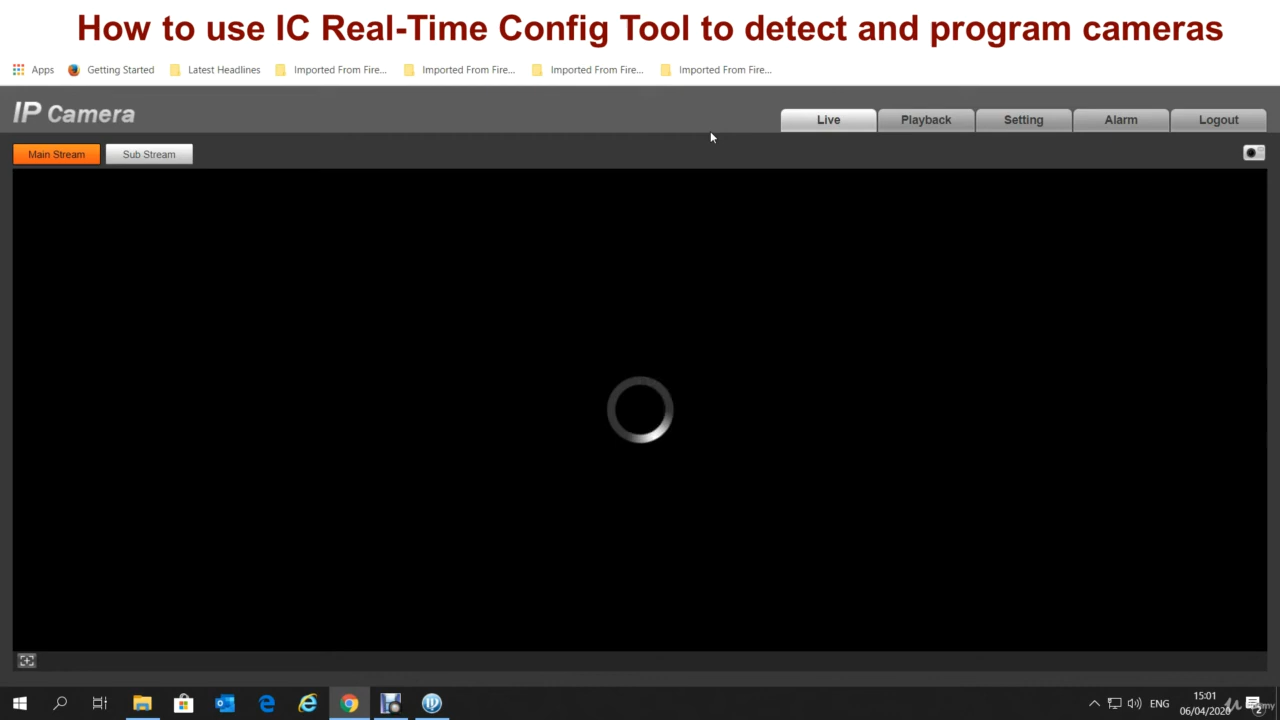 How to use IC Real-Time Config Tool to detect and program cameras
Apps Getting Started Latest Headlines Imported From Fire... Imported From Fire... Imported From Fire... Imported From Fire...
IP Camera
Live Playback Setting Alarm Logout
Main Stream Sub Stream
ENG
15:01
06/04/2020
2